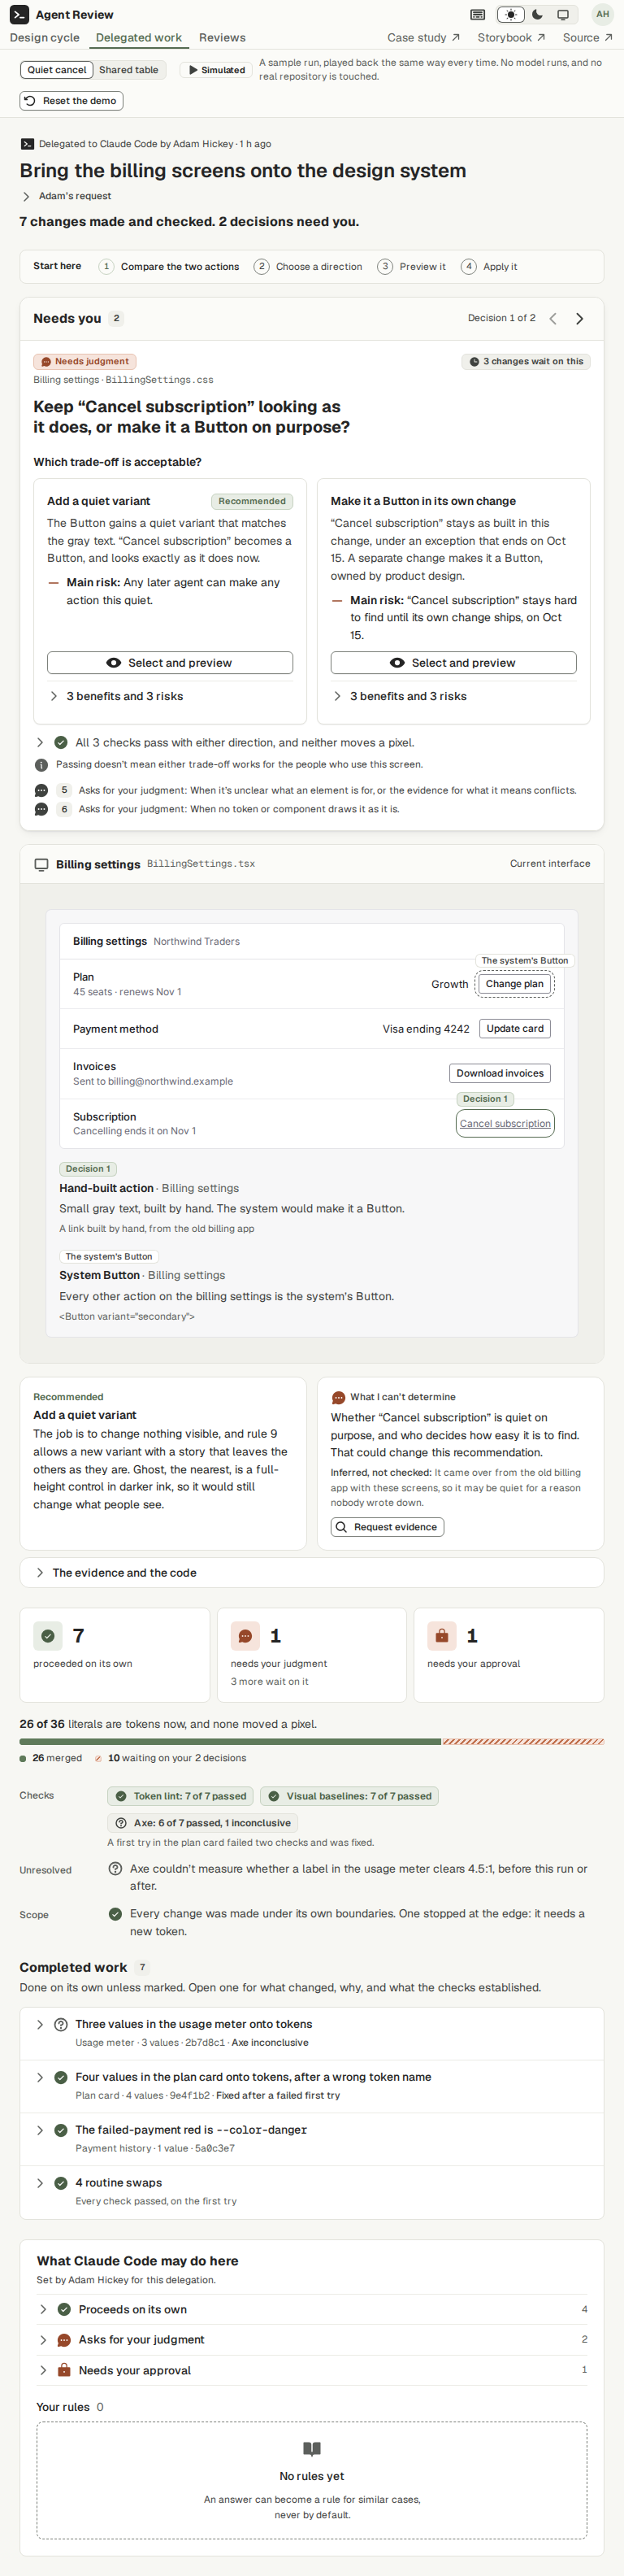 Agent Review
AH
Design cycle
Delegated work
Reviews
Case study ↗
Storybook ↗
Source ↗
Quiet cancel
Shared table
Simulated
A sample run, played back the same way every time. No model runs, and no
real repository is touched.
Reset the demo
Delegated to Claude Code by Adam Hickey · 1 h ago
Bring the billing screens onto the design system
Adam's request
7 changes made and checked. 2 decisions need you.
Start here
1 Compare the two actions
2 Choose a direction
3 Preview it
4 Apply it
Needs you 2
Decision 1 of 2
Needs judgment
3 changes wait on this
Billing settings · BillingSettings.css
Keep “Cancel subscription” looking as
it does, or make it a Button on purpose?
Which trade-off is acceptable?
Add a quiet variant
Recommended
The Button gains a quiet variant that matches
the gray text. “Cancel subscription” becomes a
Button, and looks exactly as it does now.
— Main risk: Any later agent can make any
action this quiet.
Select and preview
3 benefits and 3 risks
Make it a Button in its own change
“Cancel subscription” stays as built in this
change, under an exception that ends on Oct
15. A separate change makes it a Button,
owned by product design.
— Main risk: “Cancel subscription” stays hard
to find until its own change ships, on Oct
15.
Select and preview
3 benefits and 3 risks
All 3 checks pass with either direction, and neither moves a pixel.
Passing doesn't mean either trade-off works for the people who use this screen.
5 Asks for your judgment: When it's unclear what an element is for, or the evidence for what it means conflicts.
6 Asks for your judgment: When no token or component draws it as it is.
Billing settings BillingSettings.tsx
Current interface
Billing settings Northwind Traders
The system's Button
Plan
45 seats · renews Nov 1
Growth
Change plan
Payment method
Visa ending 4242
Update card
Invoices
Sent to billing@northwind.example
Download invoices
Decision 1
Subscription
Cancelling ends it on Nov 1
Cancel subscription
Decision 1
Hand-built action · Billing settings
Small gray text, built by hand. The system would make it a Button.
A link built by hand, from the old billing app
The system's Button
System Button · Billing settings
Every other action on the billing settings is the system's Button.
<Button variant="secondary">
Recommended
Add a quiet variant
The job is to change nothing visible, and rule 9
allows a new variant with a story that leaves the
others as they are. Ghost, the nearest, is a full-
height control in darker ink, so it would still
change what people see.
What I can't determine
Whether “Cancel subscription” is quiet on
purpose, and who decides how easy it is to find.
That could change this recommendation.
Inferred, not checked: It came over from the old billing
app with these screens, so it may be quiet for a reason
nobody wrote down.
Request evidence
The evidence and the code
7
proceeded on its own
1
needs your judgment
3 more wait on it
1
needs your approval
26 of 36 literals are tokens now, and none moved a pixel.
26 merged
10 waiting on your 2 decisions
Checks
Token lint: 7 of 7 passed
Visual baselines: 7 of 7 passed
Axe: 6 of 7 passed, 1 inconclusive
A first try in the plan card failed two checks and was fixed.
Unresolved
Axe couldn't measure whether a label in the usage meter clears 4.5:1, before this run or
after.
Scope
Every change was made under its own boundaries. One stopped at the edge: it needs a
new token.
Completed work 7
Done on its own unless marked. Open one for what changed, why, and what the checks established.
Three values in the usage meter onto tokens
Usage meter · 3 values · 2b7d8c1 · Axe inconclusive
Four values in the plan card onto tokens, after a wrong token name
Plan card · 4 values · 9e4f1b2 · Fixed after a failed first try
The failed-payment red is --color-danger
Payment history · 1 value · 5a0c3e7
4 routine swaps
Every check passed, on the first try
What Claude Code may do here
Set by Adam Hickey for this delegation.
Proceeds on its own 4
Asks for your judgment 2
Needs your approval 1
Your rules 0
No rules yet
An answer can become a rule for similar cases,
never by default.